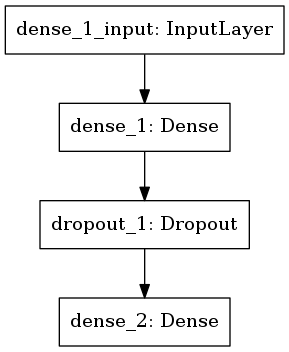 dense_1_input: InputLayer
dense_1: Dense
dropout_1: Dropout
dense_2: Dense